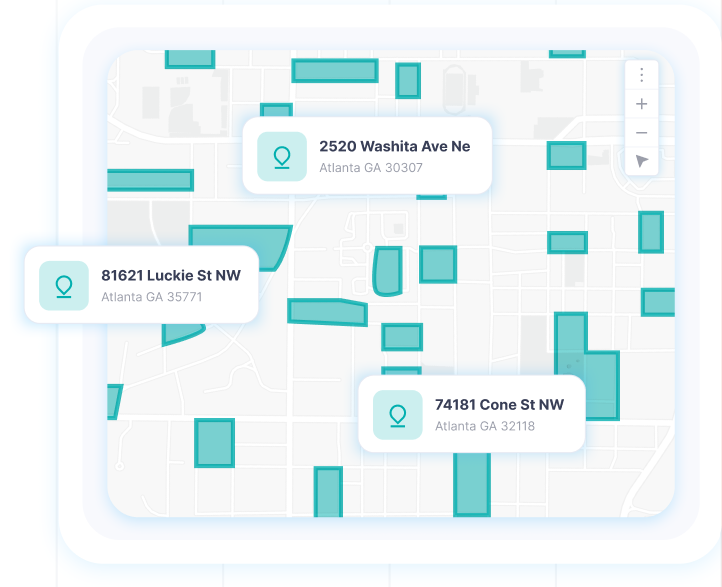 2520 Washita Ave Ne
Atlanta GA 30307
81621 Luckie St NW
Atlanta GA 35771
74181 Cone St NW
Atlanta GA 32118